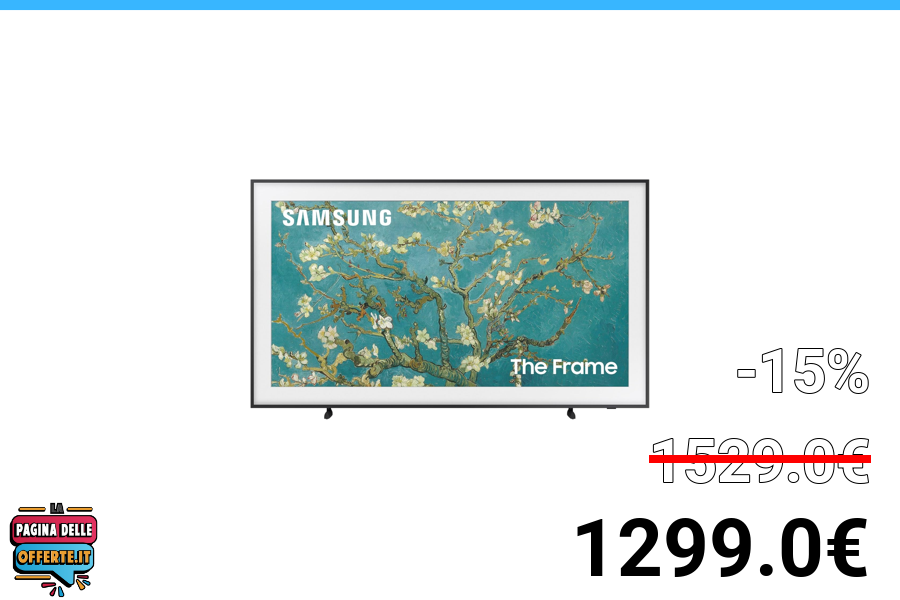 SAMSUNG
The Frame
-15%
1529.0€
1299.0€
LA
PAGINA DELLE
OFFERTE.IT